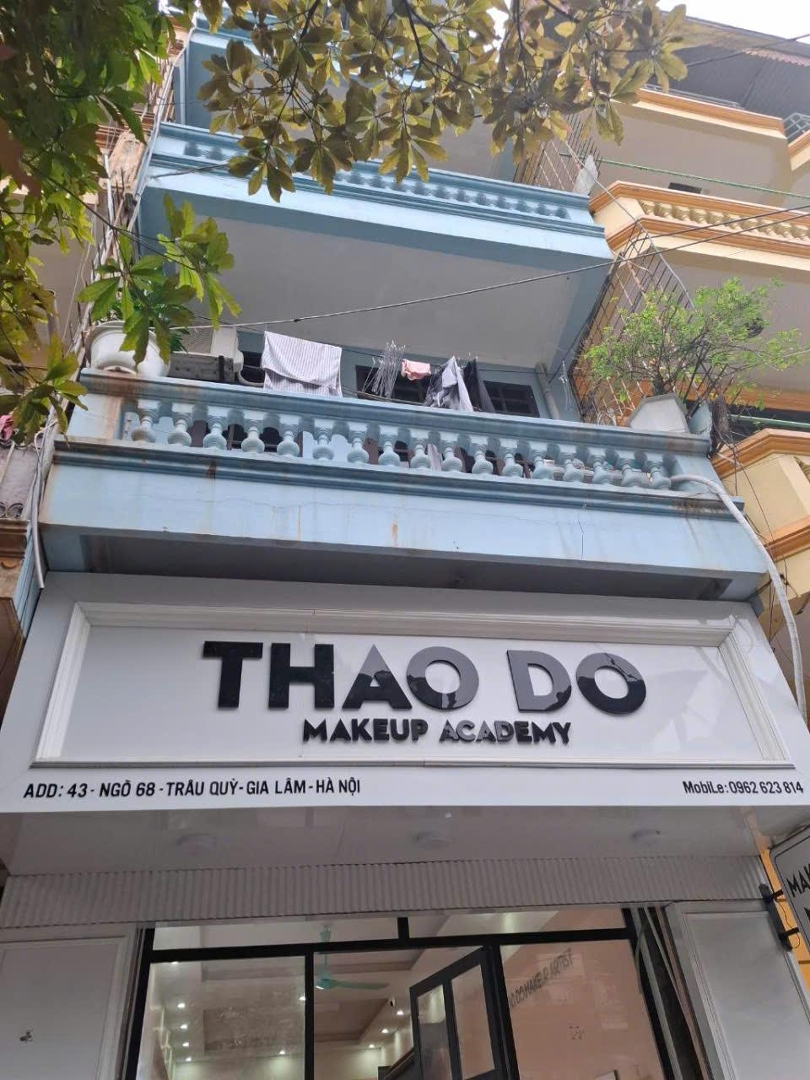 THAO DO
MAKEUP ACADEMY
ADD: 43 - NGÕ 68 - TRÂU QUỲ - GIA LÂM - HÀ NỘI
MobiLe: 0962 623 814